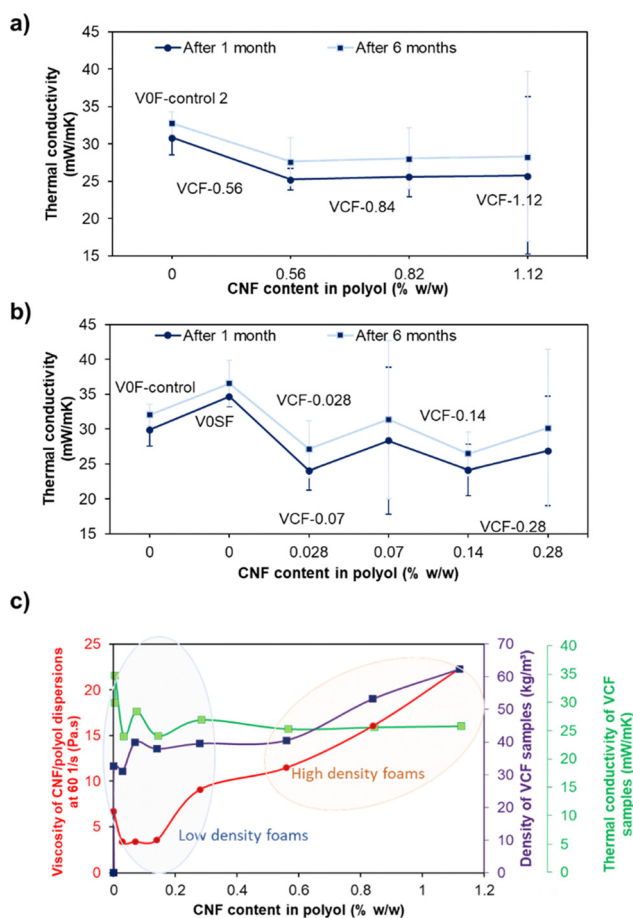 a)
After 1 month
After 6 months
45
40
35
30
25
20
15
Thermal conductivity
(mW/mK)
V0F-control 2
VCF-0.56
VCF-0.84
VCF-1.12
0
0.56
0.82
1.12
CNF content in polyol (% w/w)
b)
After 1 month
After 6 months
45
40
35
30
25
20
15
Thermal conductivity
(mW/mK)
V0F-control
V0SF
VCF-0.028
VCF-0.07
VCF-0.14
VCF-0.28
0
0
0.028
0.07
0.14
0.28
CNF content in polyol (% w/w)
c)
25
20
15
10
5
0
Viscosity of CNF/polyol dispersions
at 60 1/s (Pa.s)
70
60
50
40
30
20
10
0
Density of VCF samples (kg/m³)
40
35
30
25
20
15
10
5
0
Thermal conductivity of VCF
samples (mW/mK)
High density foams
Low density foams
0
0.2
0.4
0.6
0.8
1
1.2
CNF content in polyol (% w/w)